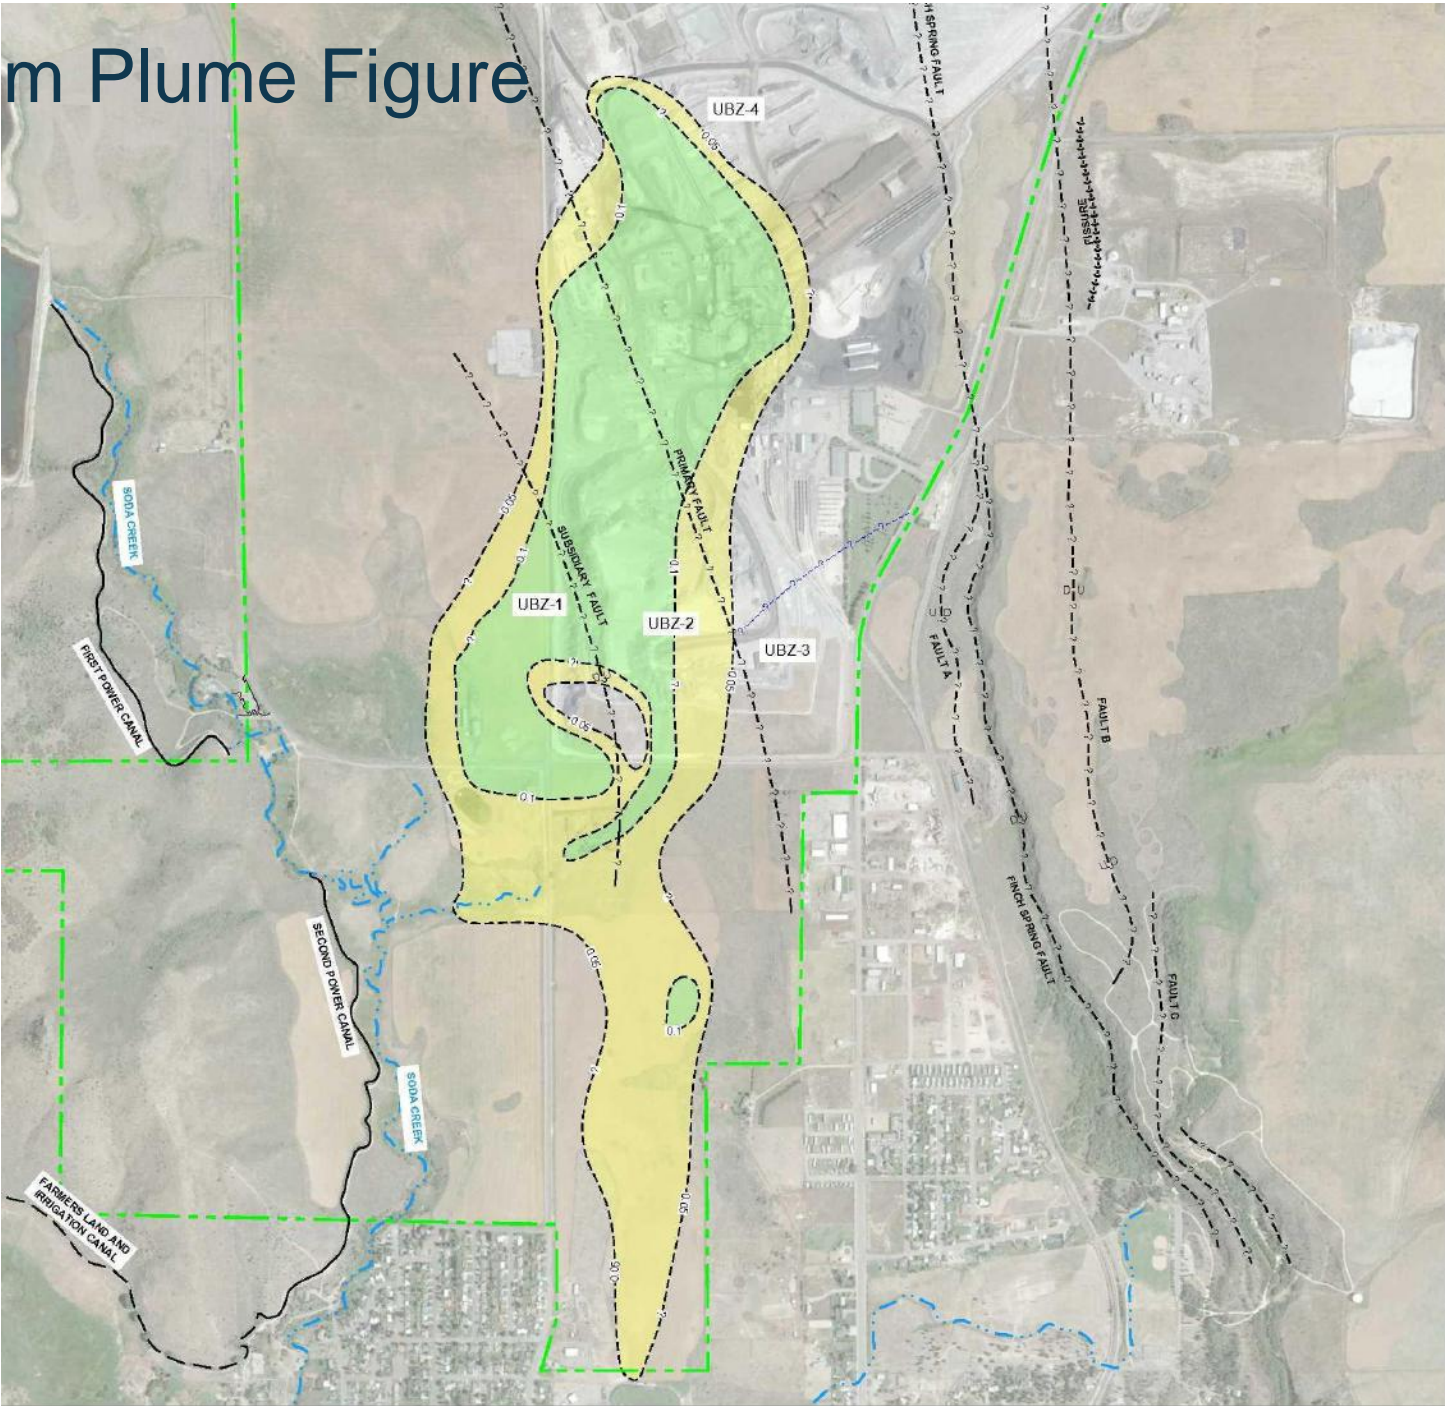 m Plume Figure
H SPRING FAULT
UBZ-4
0.05
0.1
FISSURE
PRIMARY FAULT
SODA CREEK
0.05
0.1
SUBSIDIARY FAULT
0.1
UBZ-1
UBZ-2
UBZ-3
FAULT A
FIRST POWER CANAL
0.05
0.05
FAULT B
0.1
FINCH SPRING FAULT
SECOND POWER CANAL
0.05
FAULT C
0.1
SODA CREEK
FARMERS LAND AND
IRRIGATION CANAL
0.05
0.05